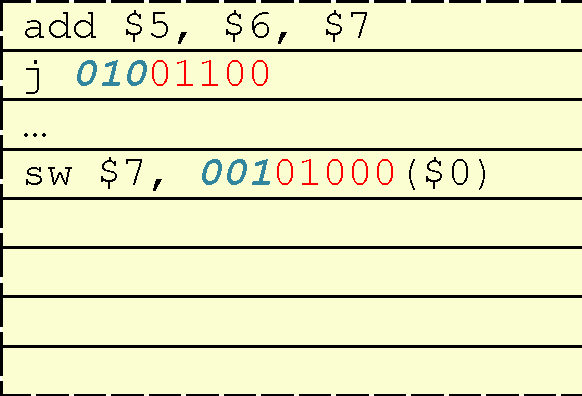 add $5, $6, $7
j 01001100
…
sw $7, 00101000($0)